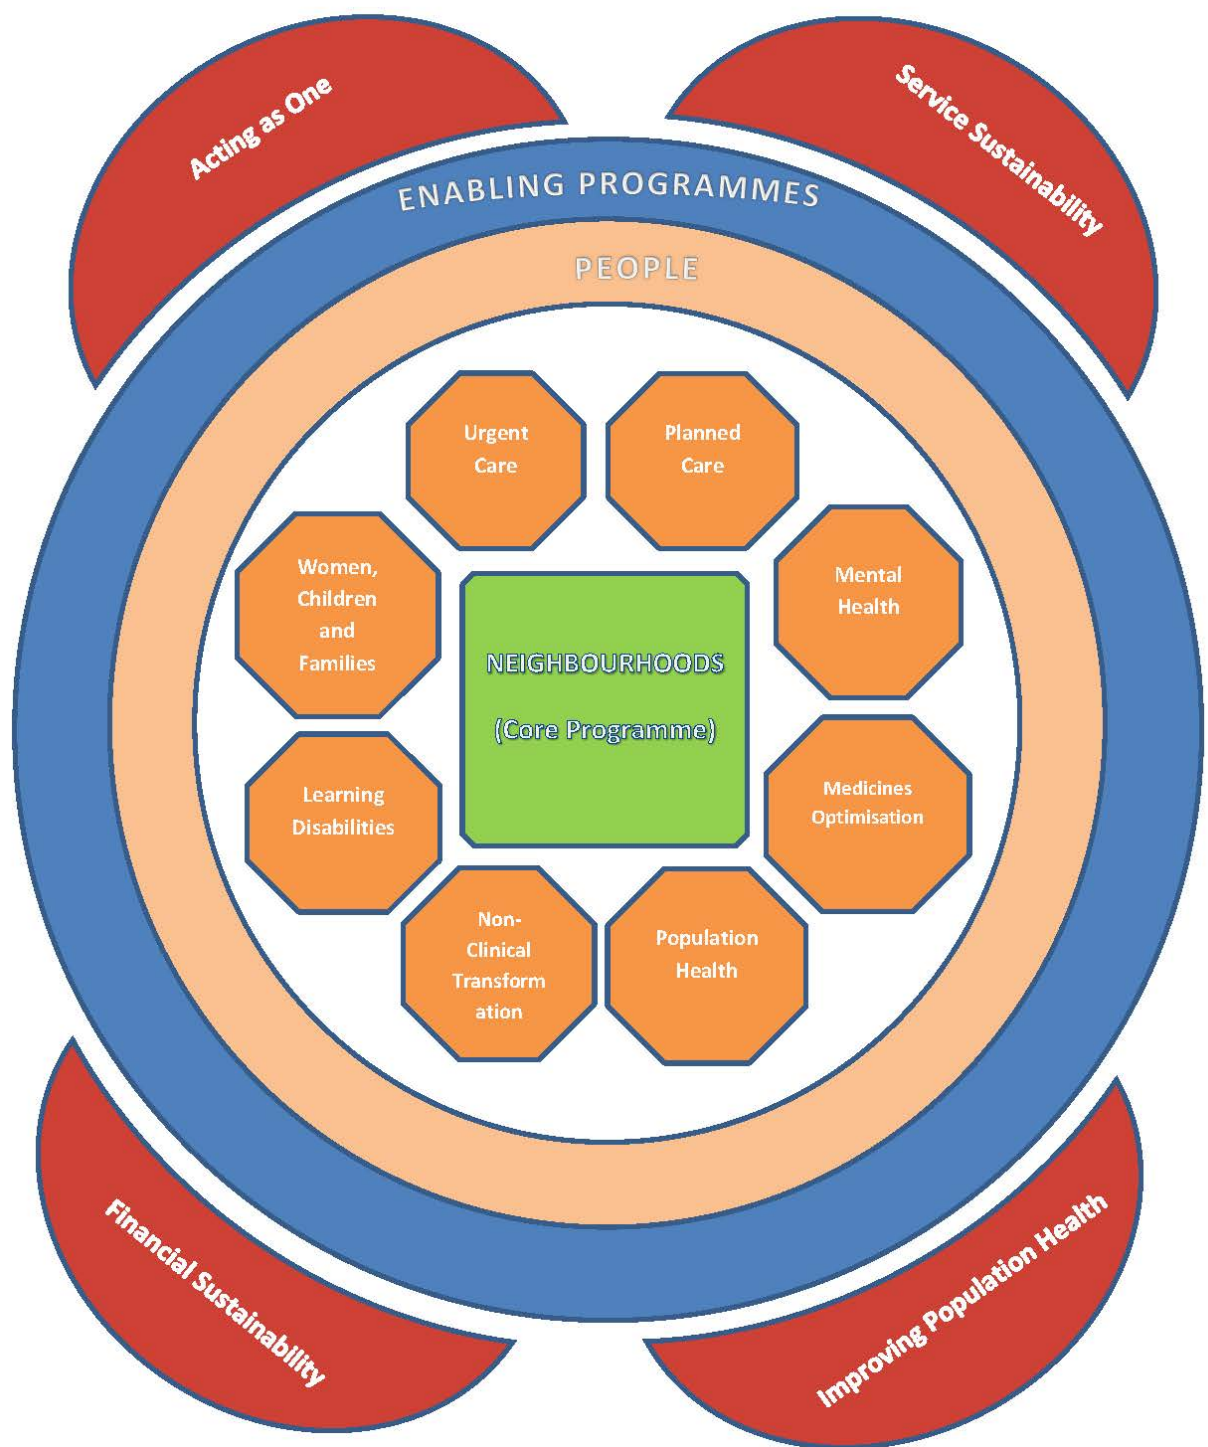 Acting as One
Service Sustainability
ENABLING PROGRAMMES
PEOPLE
Urgent
Care
Planned
Care
Women,
Children
and
Families
Mental
Health
NEIGHBOURHOODS
(Core Programme)
Learning
Disabilities
Medicines
Optimisation
Non-
Clinical
Transform
ation
Population
Health
Financial Sustainability
Improving Population Health